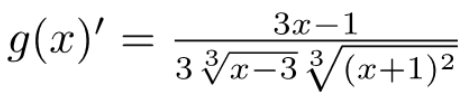 g(x)′ = \frac{3x−1}{3\sqrt[3]{x−3}\sqrt[3]{(x+1)^2}}